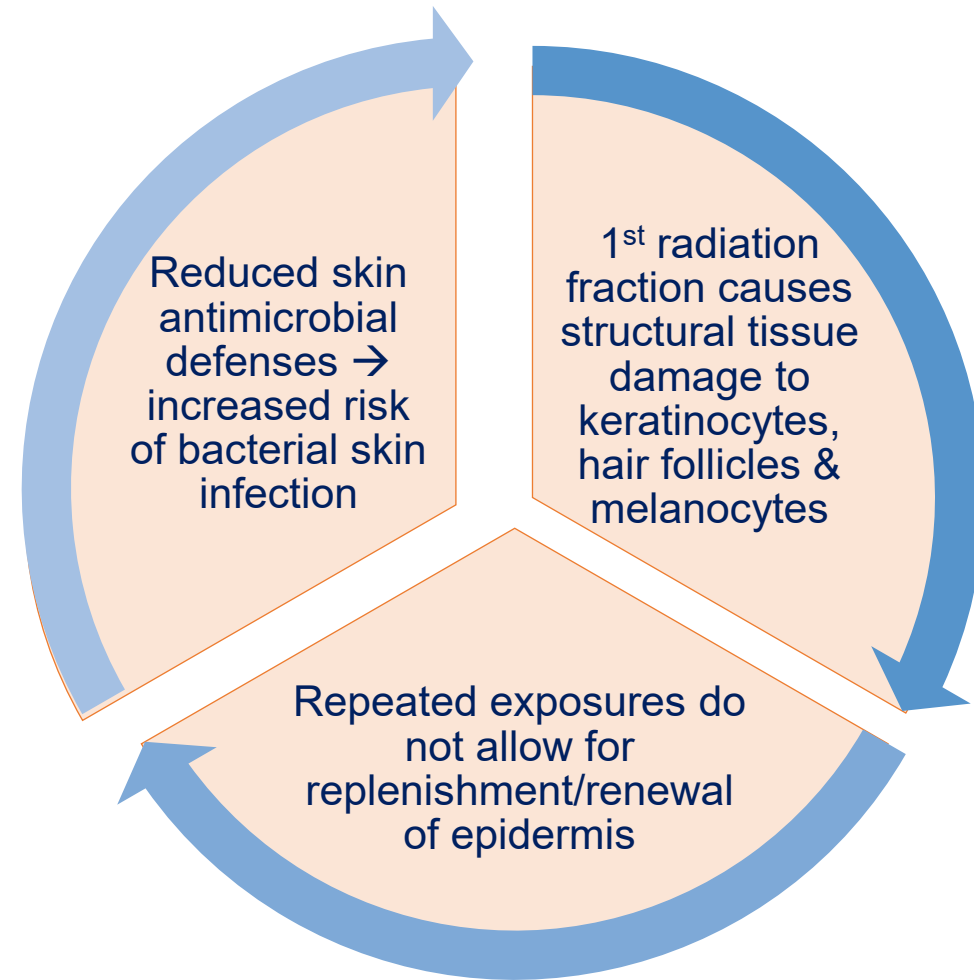 1st radiation
fraction causes
structural tissue
damage to
keratinocytes,
hair follicles &
melanocytes
Repeated exposures do
not allow for
replenishment/renewal
of epidermis
Reduced skin
antimicrobial
defenses →
increased risk
of bacterial skin
infection